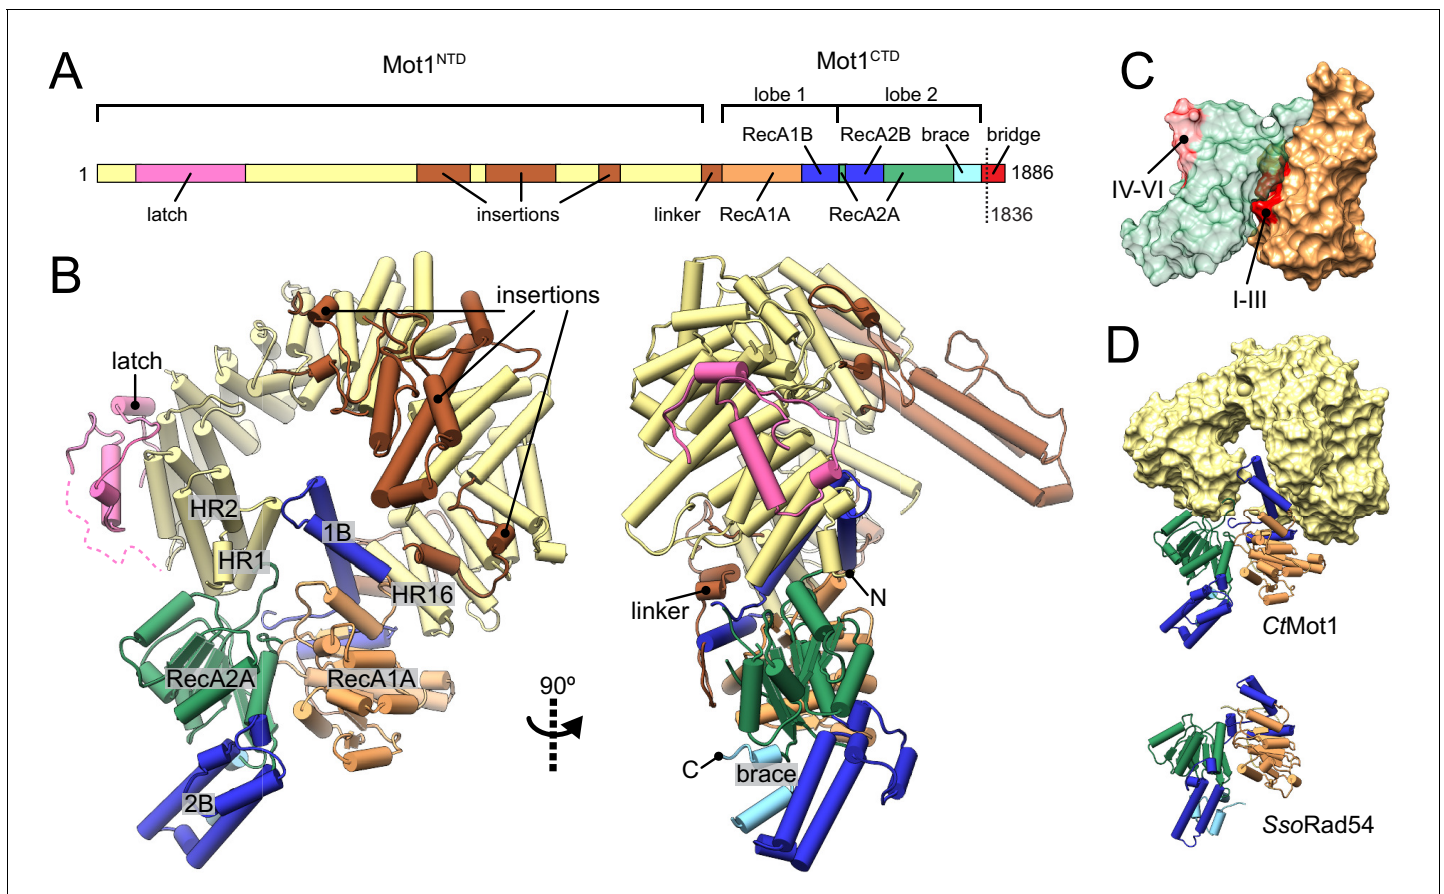 A
Mot1NTD
Mot1CTD
lobe 1
lobe 2
RecA1B
RecA2B
brace
bridge
1
1886
latch
insertions
linker
RecA1A
RecA2A
1836
B
insertions
latch
HR2
HR1
1B
HR16
RecA2A
RecA1A
2B
90º
linker
N
C
brace
C
IV-VI
I-III
D
CtMot1
SsoRad54